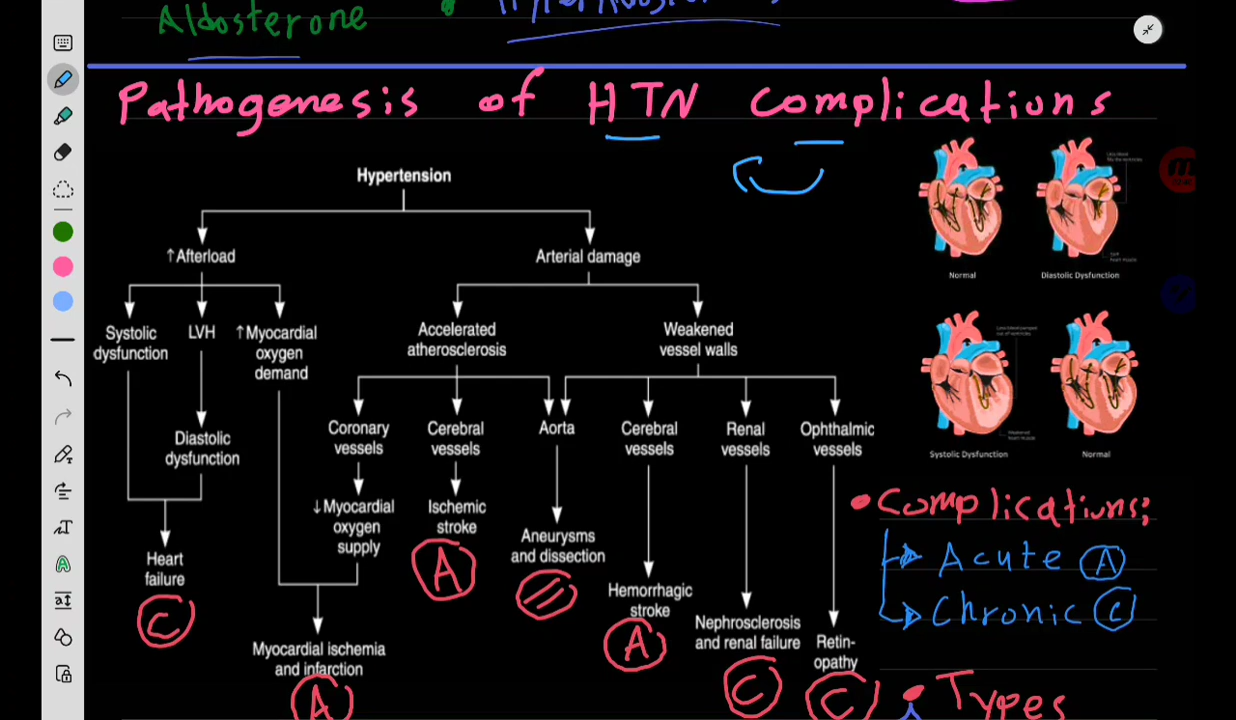 Aldosterone
Pathogenesis of HTN Complications
Hypertension
↑Afterload
Arterial damage
Systolic
dysfunction
LVH
↑Myocardial
oxygen
demand
Accelerated
atherosclerosis
Weakened
vessel walls
Diastolic
dysfunction
Coronary
vessels
Cerebral
vessels
Aorta
Cerebral
vessels
Renal
vessels
Ophthalmic
vessels
↓Myocardial
oxygen
supply
Ischemic
stroke
A
Aneurysms
and dissection
Heart
failure
C
Hemorrhagic
stroke
A
Nephrosclerosis
and renal failure
C
Retin-
opathy
C
Myocardial ischemia
and infarction
A
Normal
Diastolic Dysfunction
Systolic Dysfunction
Normal
• Complications;
Acute A
Chronic C
• Types